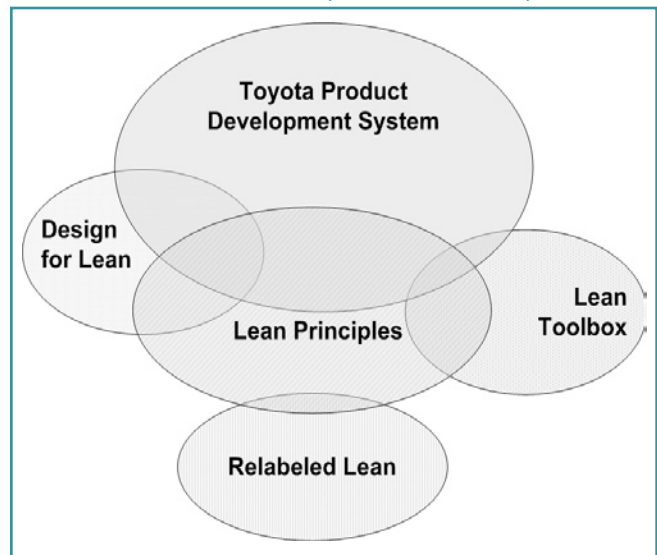 Toyota Product
Development System
Design
for Lean
Lean Principles
Lean
Toolbox
Relabeled Lean